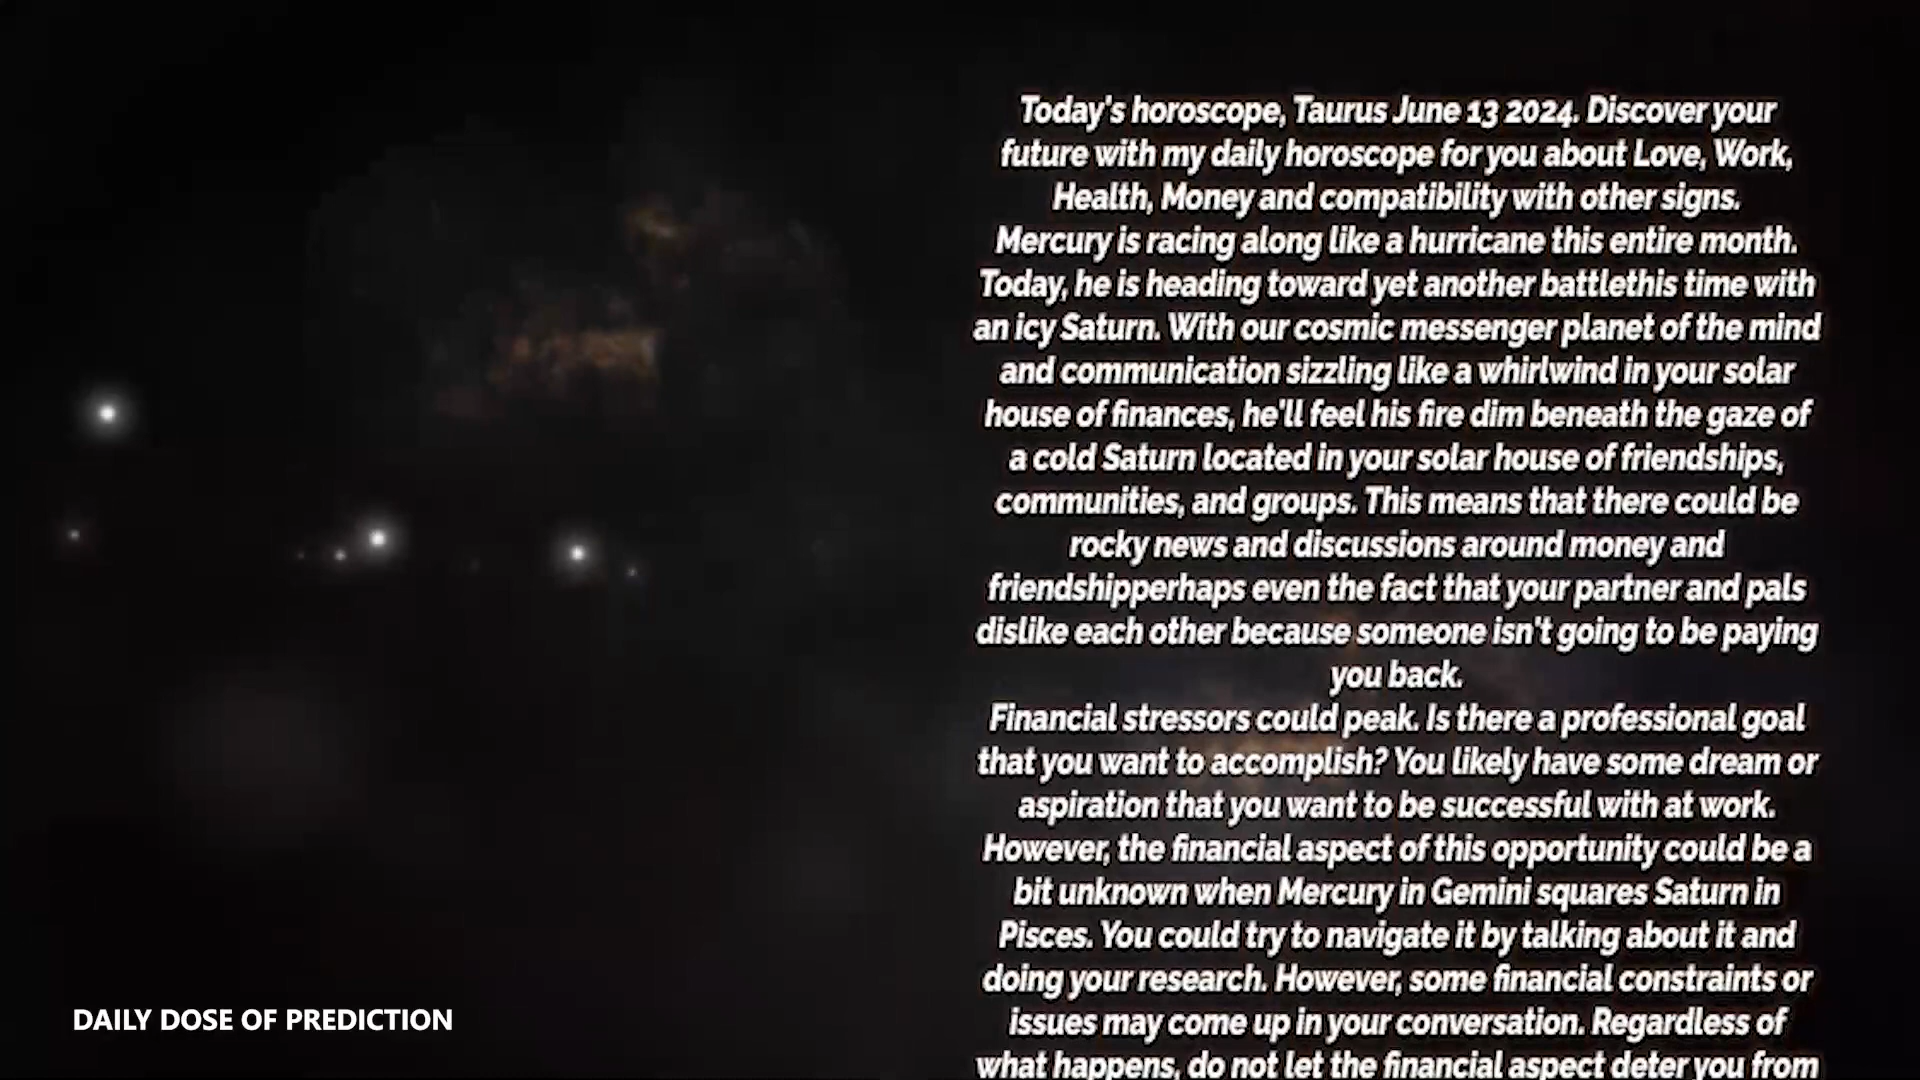 Today's horoscope, Taurus June 13 2024. Discover your
future with my daily horoscope for you about Love, Work,
Health, Money and compatibility with other signs.
Mercury is racing along like a hurricane this entire month.
Today, he is heading toward yet another battlethis time with
an icy Saturn. With our cosmic messenger planet of the mind
and communication sizzling like a whirlwind in your solar
house of finances, he'll feel his fire dim beneath the gaze of
a cold Saturn located in your solar house of friendships,
communities, and groups. This means that there could be
rocky news and discussions around money and
friendshipperhaps even the fact that your partner and pals
dislike each other because someone isn't going to be paying
you back.
Financial stressors could peak. Is there a professional goal
that you want to accomplish? You likely have some dream or
aspiration that you want to be successful with at work.
However, the financial aspect of this opportunity could be a
bit unknown when Mercury in Gemini squares Saturn in
Pisces. You could try to navigate it by talking about it and
doing your research. However, some financial constraints or
issues may come up in your conversation. Regardless of
what happens, do not let the financial aspect deter you from
DAILY DOSE OF PREDICTION